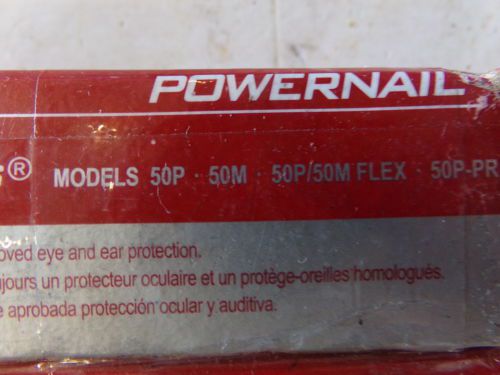 POWERNAIL
® MODELS 50P · 50M · 50P/50M FLEX · 50P-PR
oved eye and ear protection.
ujours un protecteur oculaire et un protège-oreilles homologués.
e aprobada protección ocular y auditiva.